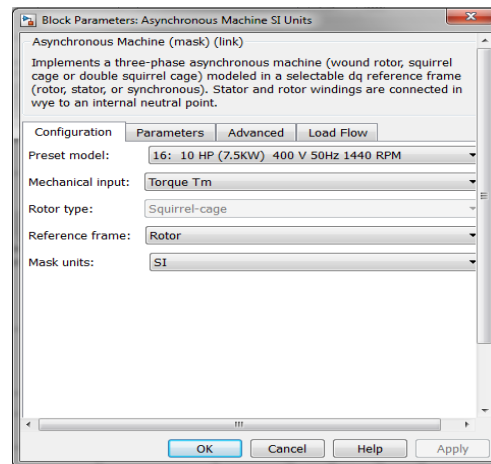 Block Parameters: Asynchronous Machine SI Units
Asynchronous Machine (mask) (link)
Implements a three-phase asynchronous machine (wound rotor, squirrel
cage or double squirrel cage) modeled in a selectable dq reference frame
(rotor, stator, or synchronous). Stator and rotor windings are connected in
wye to an internal neutral point.
Configuration Parameters Advanced Load Flow
Preset model: 16: 10 HP (7.5KW) 400 V 50Hz 1440 RPM
Mechanical input: Torque Tm
Rotor type: Squirrel-cage
Reference frame: Rotor
Mask units: SI
OK Cancel Help Apply